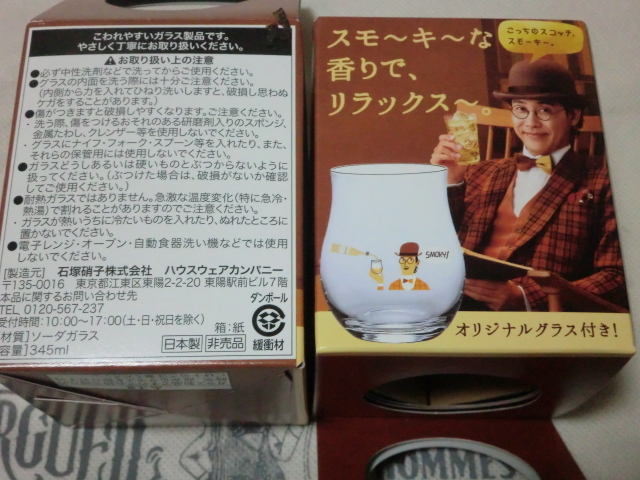 こわれやすいガラス製品です。
やさしく丁寧にお取り扱いください。
⚠お取り扱い上の注意
●必ず中性洗剤などで洗ってからご使用ください。
●グラスの内面を洗う際には十分ご注意ください。
(内側から力を入れてひねり洗いしますと、破損し思わぬ
ケガをすることがあります。)
●傷がつきますと破損しやすくなります。ご注意ください。
・洗う際、傷をつけるおそれのある研磨剤入りのスポンジ、
金属たわし、クレンザー等を使用しないでください。
・グラスにナイフ・フォーク・スプーン等を入れたり、また、
それらの保管用には使用しないでください。
●ガラスどうしあるいは硬いものとぶつからないように
扱ってください。(ぶつけた場合は、破損がないか確認
してご使用ください。)
●耐熱ガラスではありません。急激な温度変化(特に急冷・
熱湯)で割れることがありますのでご注意ください。
・ガラスが熱いうちに冷たいものを入れたり、ぬれたところに
置かないでください。
●電子レンジ・オーブン・自動食器洗い機などでは使用
しないでください。
[製造元] 石塚硝子株式会社 ハウスウェアカンパニー
〒135-0016 東京都江東区東陽2-2-20 東陽駅前ビル7階
本品に関するお問い合わせ先
TEL 0120-567-237
受付時間:10:00〜17:00(土・日・祝日を除く)
[材質]ソーダガラス
容量]345ml
箱:紙
日本製
非売品
ダンボール
緩衝材
スモ〜キ〜な
香りで、
リラックス〜。
こっちのスコッチ、
スモーキー。
SMOKY!
オリジナルグラス付き!
RGUEIL
HOMMES